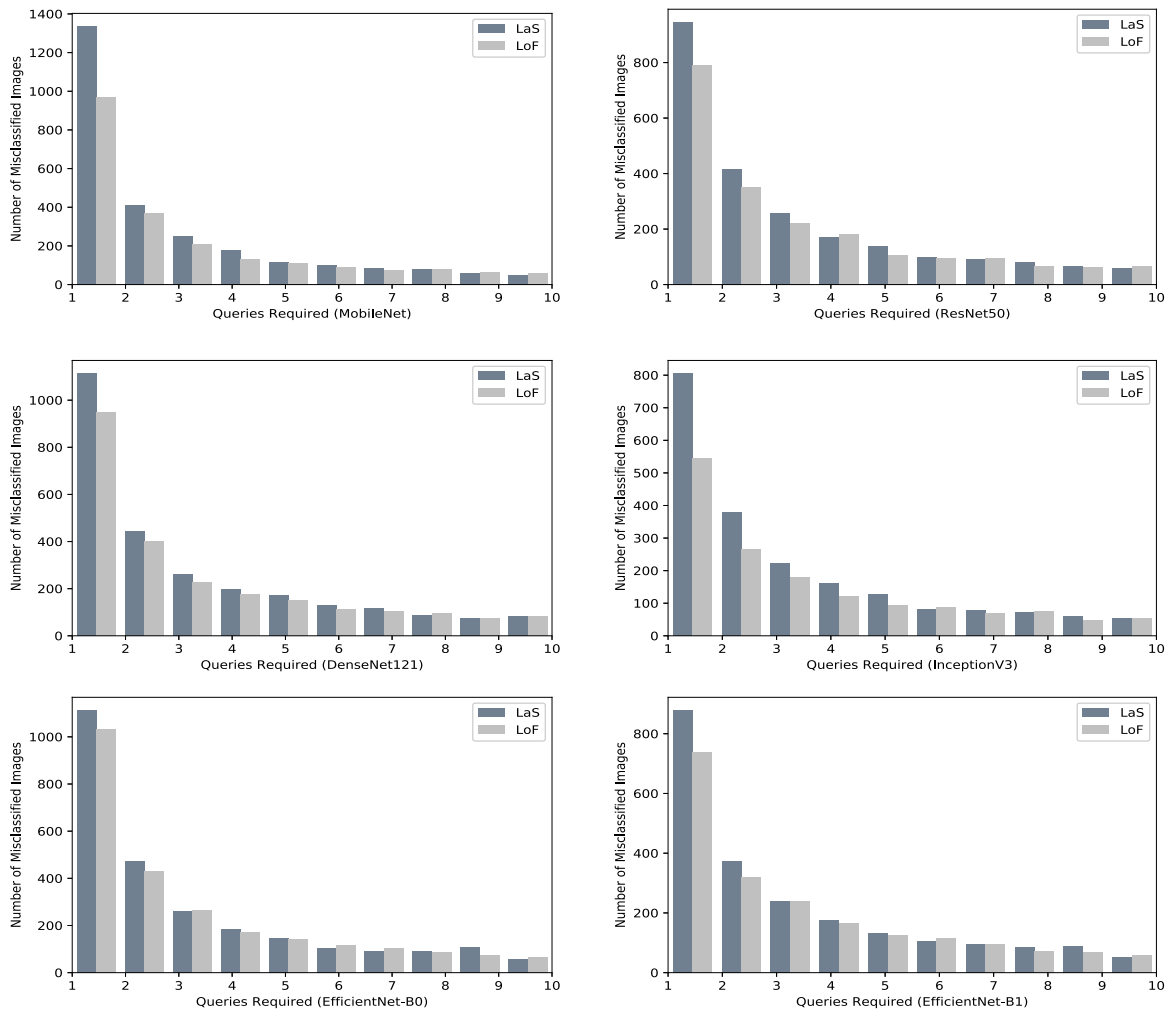 1400
1200
1000
800
600
400
200
0
Number of Misclassified Images
LaS
LoF
1 2 3 4 5 6 7 8 9 10
Queries Required (MobileNet)
800
600
400
200
0
Number of Misclassified Images
LaS
LoF
1 2 3 4 5 6 7 8 9 10
Queries Required (ResNet50)
1000
800
600
400
200
0
Number of Misclassified Images
LaS
LoF
1 2 3 4 5 6 7 8 9 10
Queries Required (DenseNet121)
800
700
600
500
400
300
200
100
0
Number of Misclassified Images
LaS
LoF
1 2 3 4 5 6 7 8 9 10
Queries Required (InceptionV3)
1000
800
600
400
200
0
Number of Misclassified Images
LaS
LoF
1 2 3 4 5 6 7 8 9 10
Queries Required (EfficientNet-B0)
800
600
400
200
0
Number of Misclassified Images
LaS
LoF
1 2 3 4 5 6 7 8 9 10
Queries Required (EfficientNet-B1)